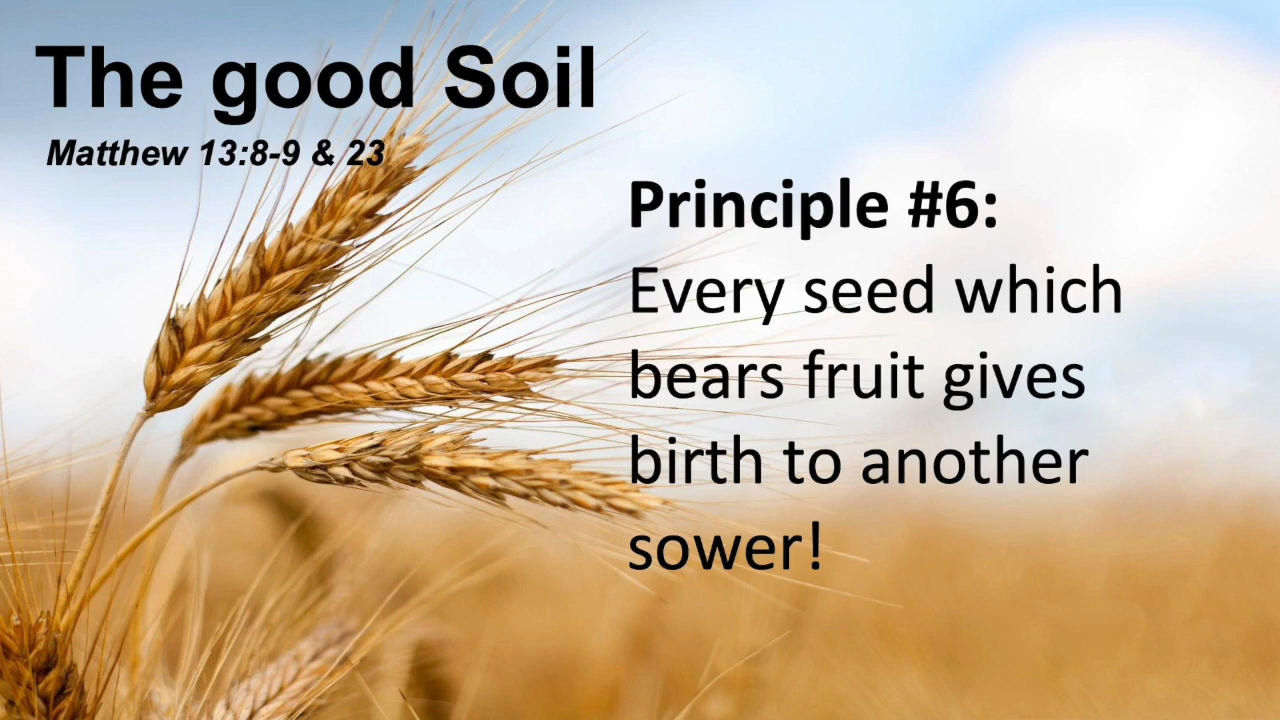 The good Soil
Matthew 13:8-9 & 23
Principle #6:
Every seed which
bears fruit gives
birth to another
sower!